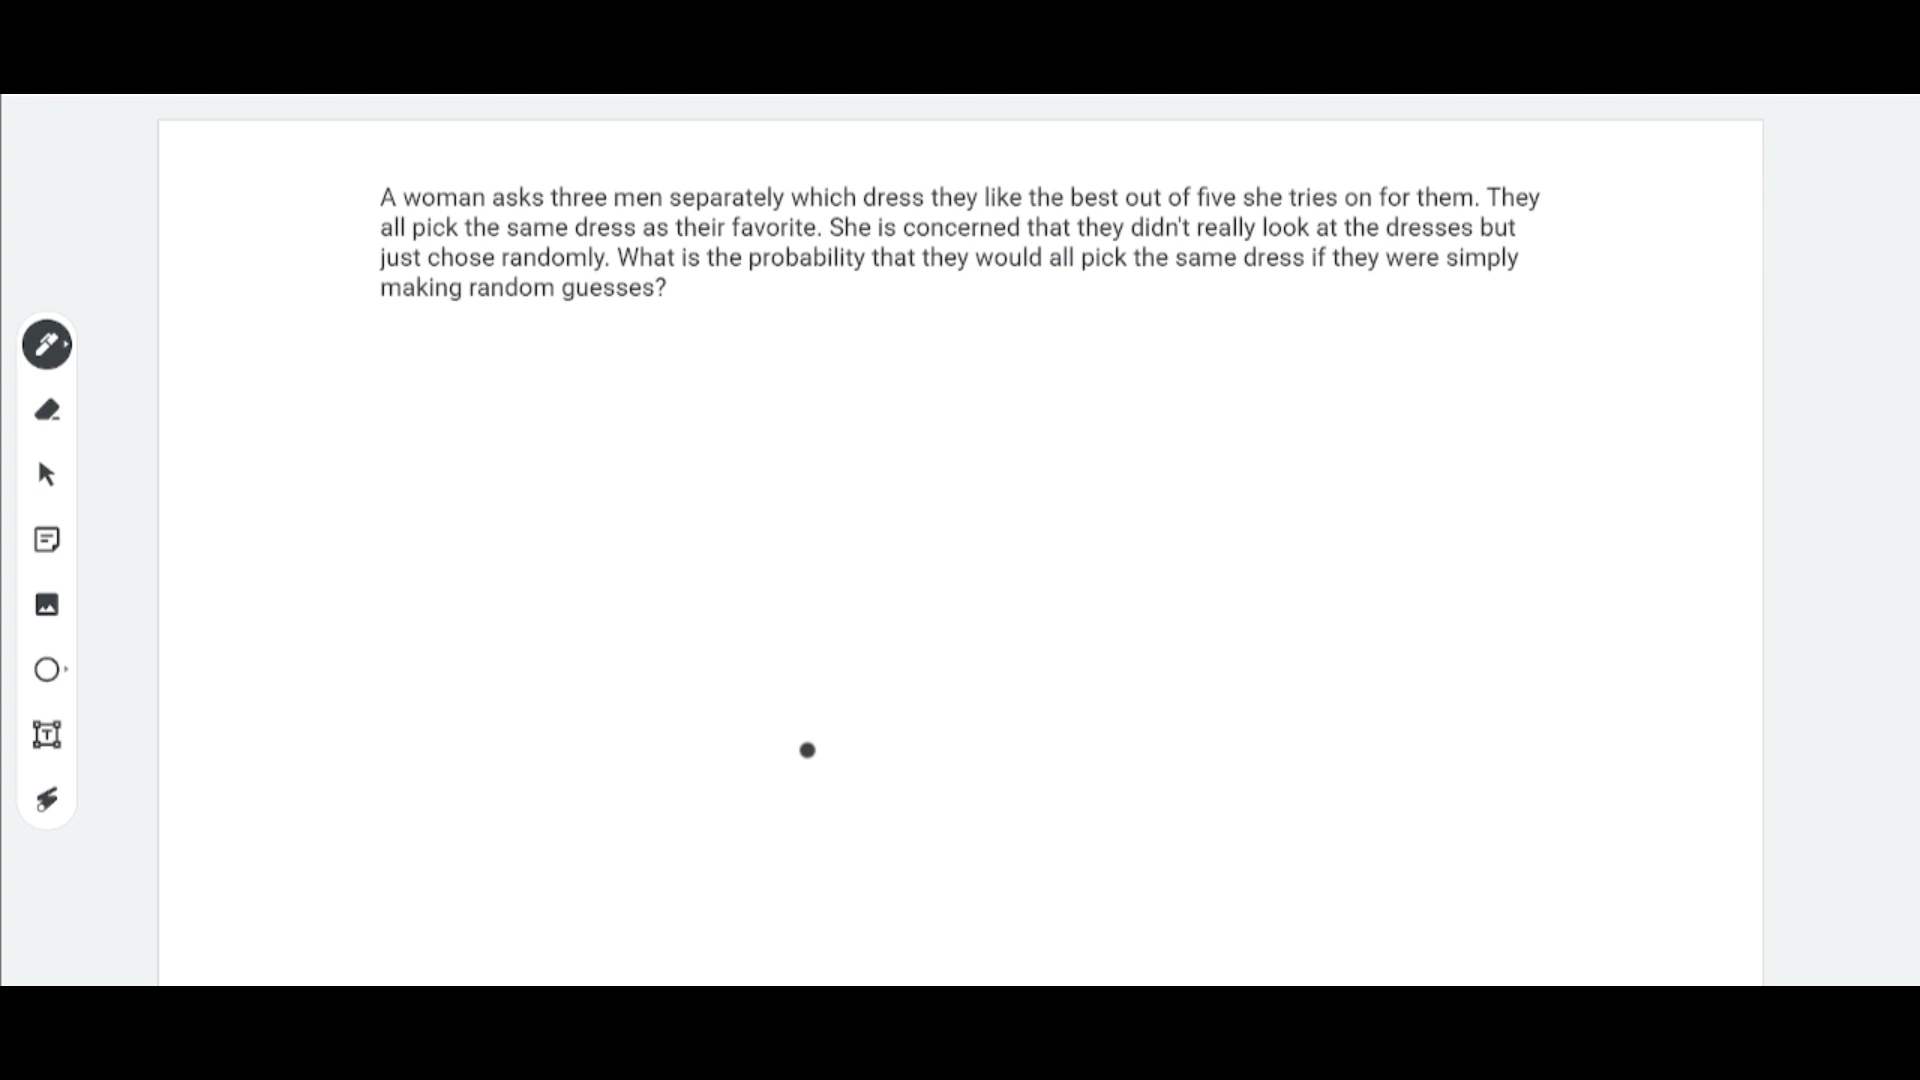 A woman asks three men separately which dress they like the best out of five she tries on for them. They
all pick the same dress as their favorite. She is concerned that they didn't really look at the dresses but
just chose randomly. What is the probability that they would all pick the same dress if they were simply
making random guesses?